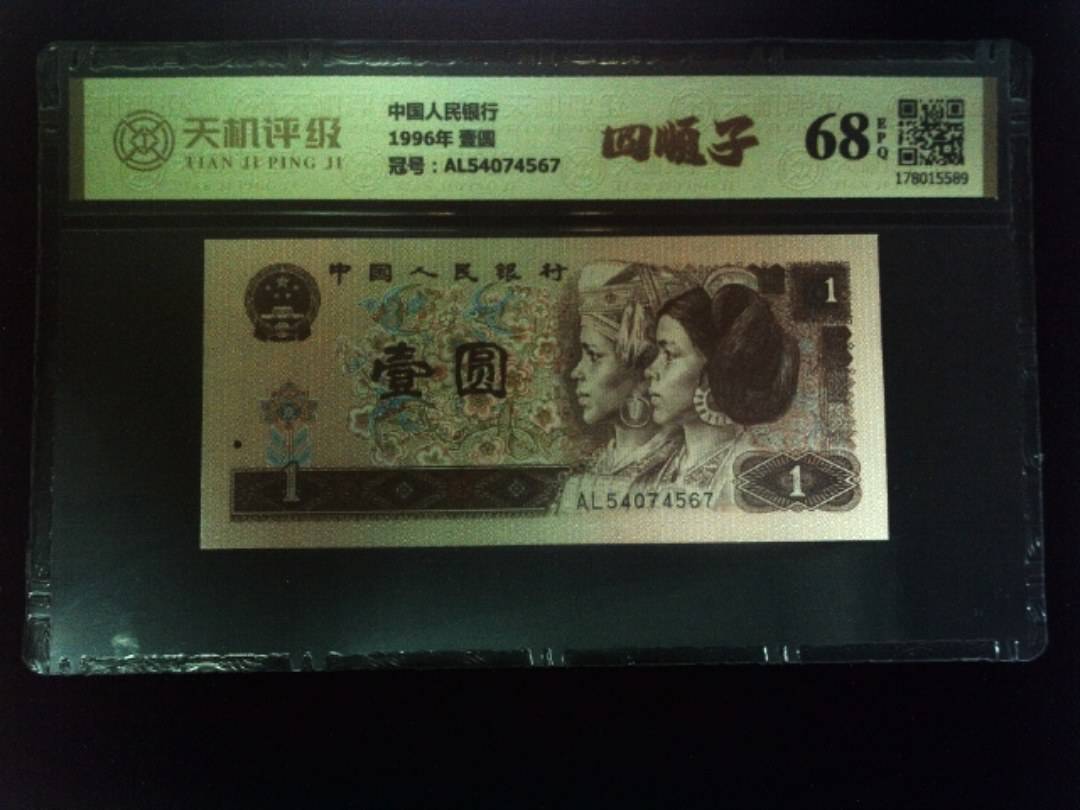 天机评级
TIAN JI PING JI
中国人民银行
1996年 壹圆
冠号：AL54074567
四顺子
68
EPQ
178015589
中国人民银行
1
壹圆
1
AL54074567
1